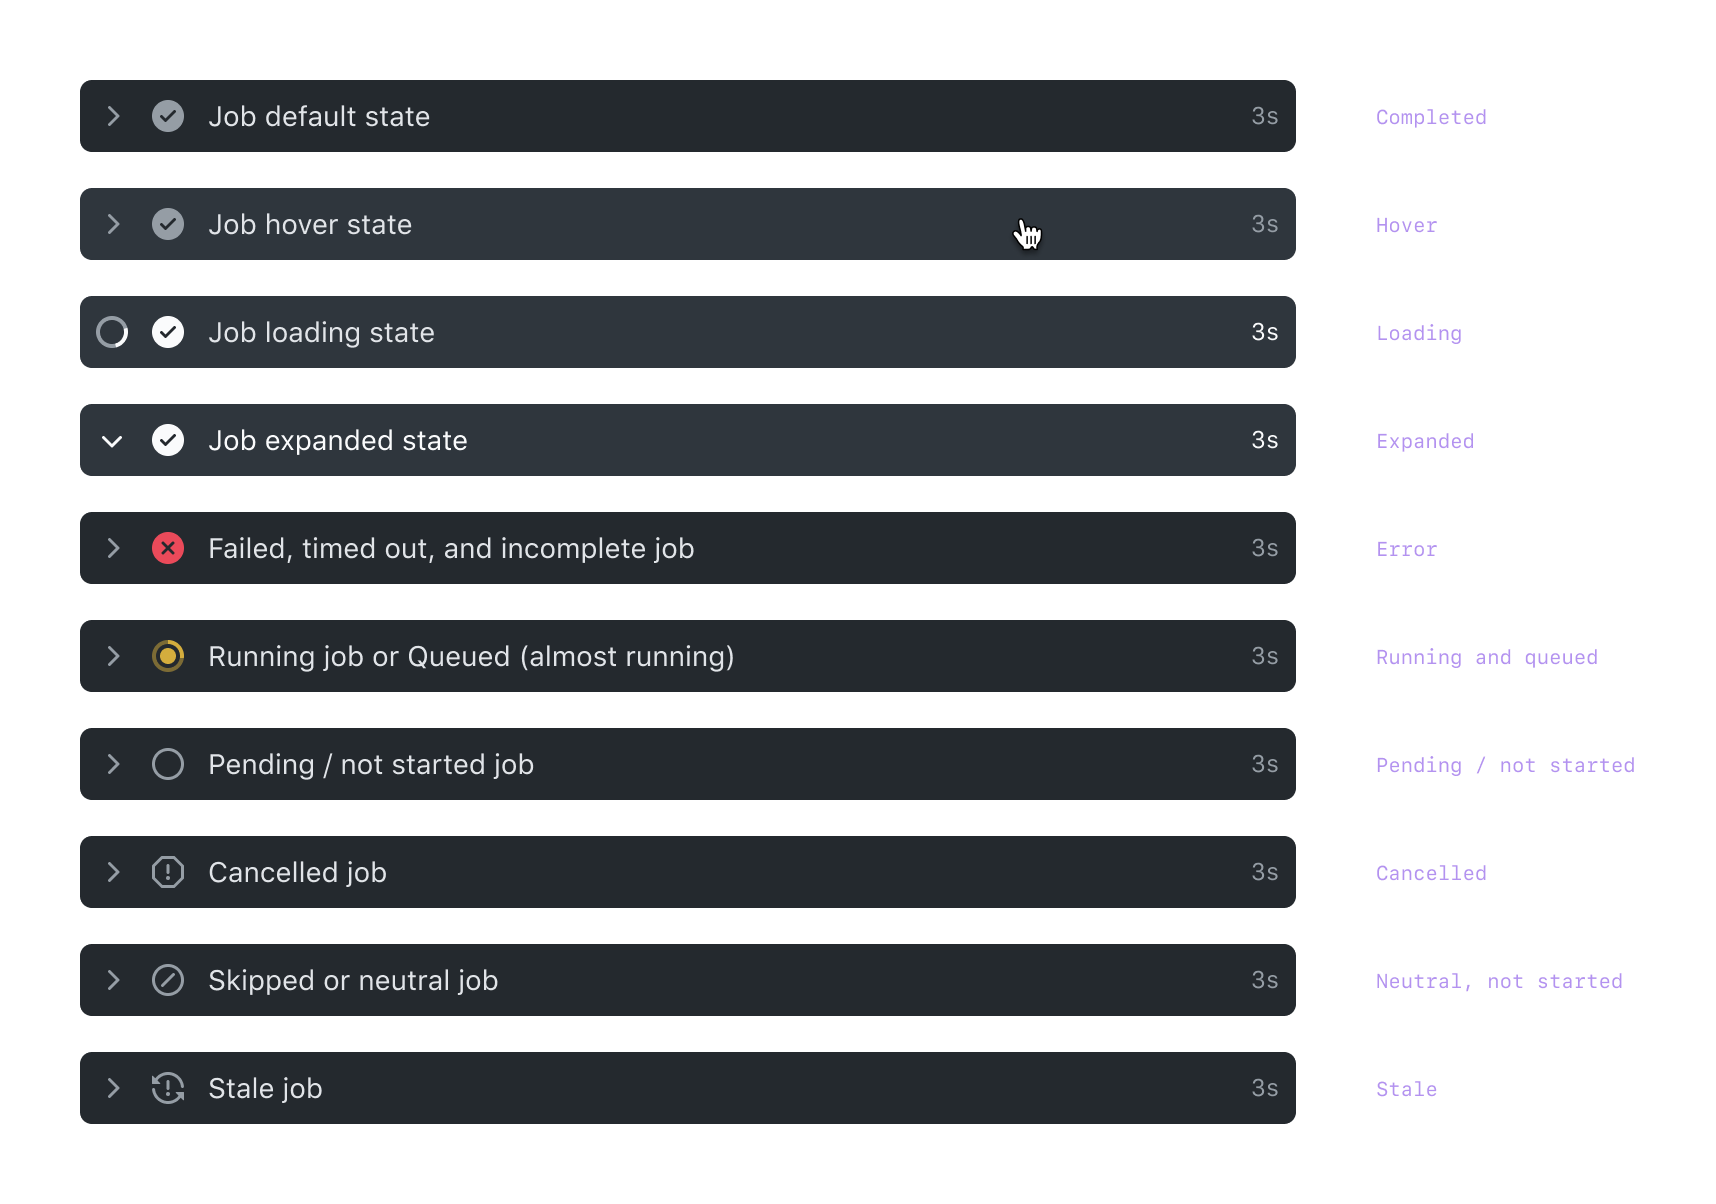 Job default state 3s Completed
Job hover state 3s Hover
Job loading state 3s Loading
Job expanded state 3s Expanded
Failed, timed out, and incomplete job 3s Error
Running job or Queued (almost running) 3s Running and queued
Pending / not started job 3s Pending / not started
Cancelled job 3s Cancelled
Skipped or neutral job 3s Neutral, not started
Stale job 3s Stale